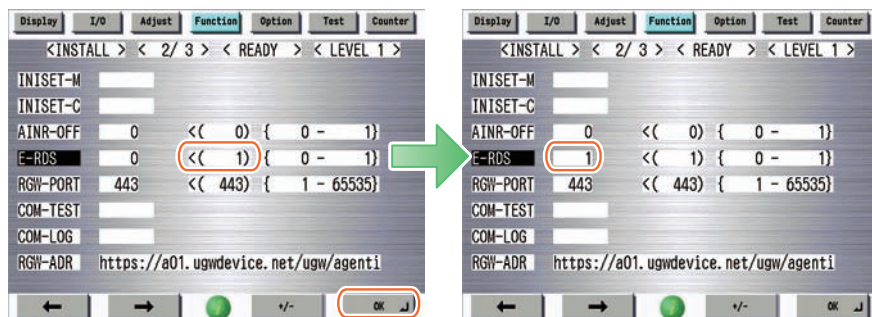 Display I/O Adjust Function Option Test Counter
<INSTALL > < 2/ 3 > < READY > < LEVEL 1 >
INISET-M
INISET-C
AINR-OFF 0 <( 0) { 0 - 1}
E-RDS 0 <( 1) { 0 - 1}
RGW-PORT 443 <( 443) { 1 - 65535}
COM-TEST
COM-LOG
RGW-ADR https://a01.ugwdevice.net/ugw/agenti
← → +/- OK ⏎
Display I/O Adjust Function Option Test Counter
<INSTALL > < 2/ 3 > < READY > < LEVEL 1 >
INISET-M
INISET-C
AINR-OFF 0 <( 0) { 0 - 1}
E-RDS 1 <( 1) { 0 - 1}
RGW-PORT 443 <( 443) { 1 - 65535}
COM-TEST
COM-LOG
RGW-ADR https://a01.ugwdevice.net/ugw/agenti
← → +/- OK ⏎